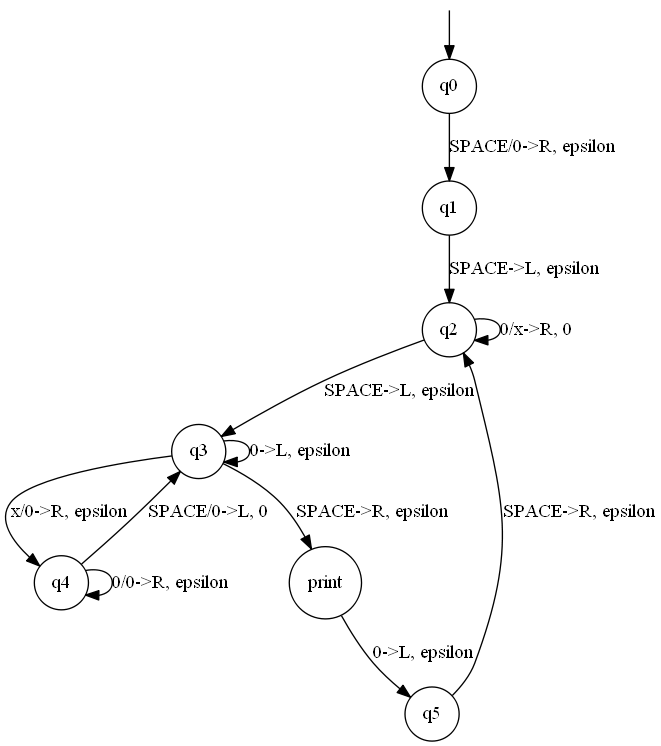 q0
SPACE/0->R, epsilon
q1
SPACE->L, epsilon
q2
0/x->R, 0
SPACE->L, epsilon
q3
0->L, epsilon
x/0->R, epsilon
SPACE/0->L, 0
SPACE->R, epsilon
SPACE->R, epsilon
q4
0/0->R, epsilon
print
0->L, epsilon
q5